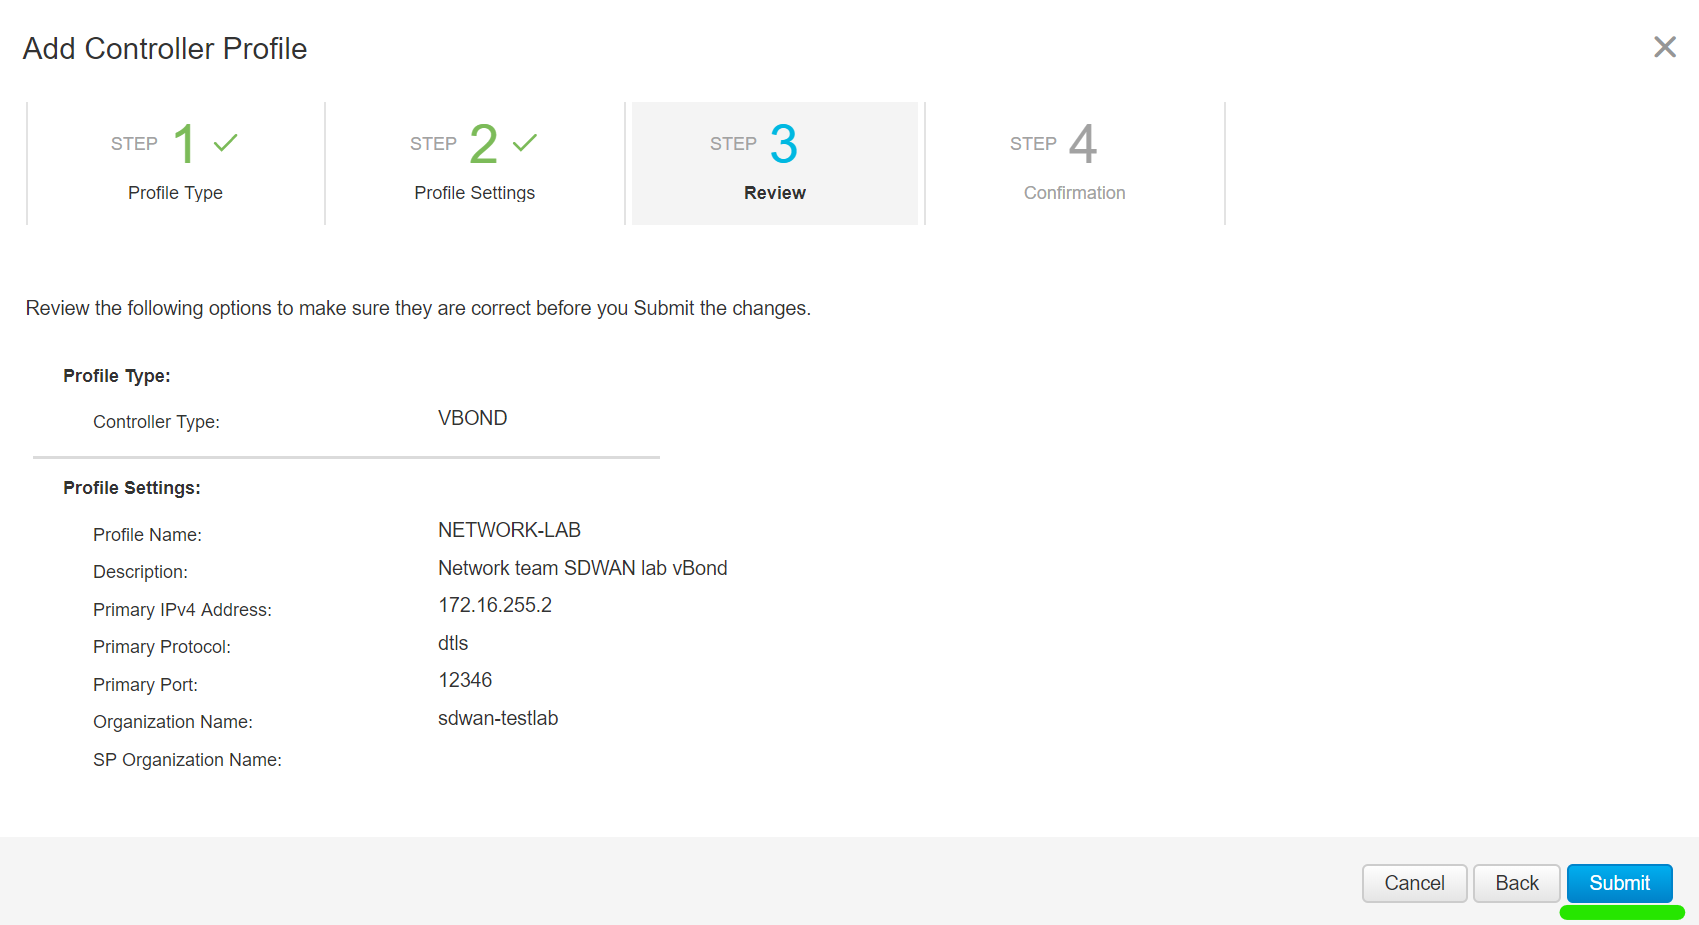 Add Controller Profile
STEP 1
Profile Type
STEP 2
Profile Settings
STEP 3
Review
STEP 4
Confirmation
Review the following options to make sure they are correct before you Submit the changes.
Profile Type:
Controller Type: VBOND
Profile Settings:
Profile Name: NETWORK-LAB
Description: Network team SDWAN lab vBond
Primary IPv4 Address: 172.16.255.2
Primary Protocol: dtls
Primary Port: 12346
Organization Name: sdwan-testlab
SP Organization Name:
Cancel Back Submit